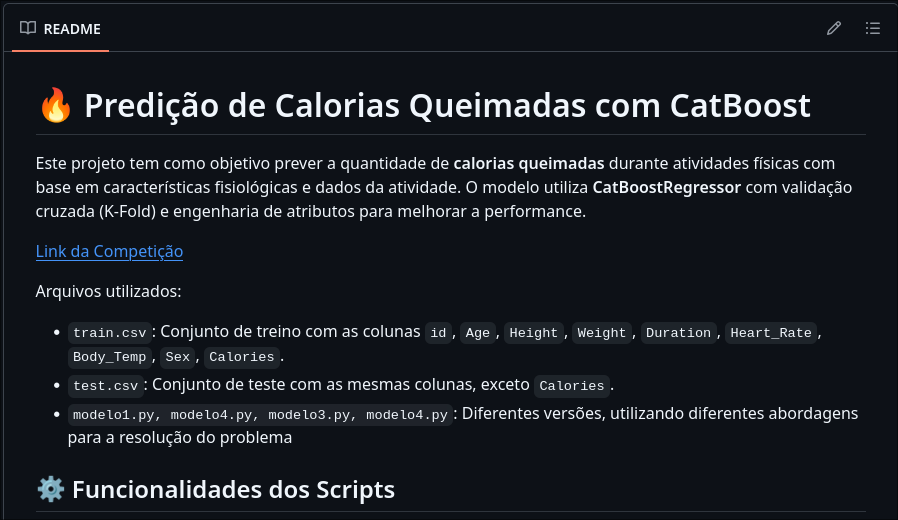 README
🔥 Predição de Calorias Queimadas com CatBoost
Este projeto tem como objetivo prever a quantidade de calorias queimadas durante atividades físicas com
base em características fisiológicas e dados da atividade. O modelo utiliza CatBoostRegressor com validação
cruzada (K-Fold) e engenharia de atributos para melhorar a performance.
Link da Competição
Arquivos utilizados:
• train.csv: Conjunto de treino com as colunas id, Age, Height, Weight, Duration, Heart_Rate,
Body_Temp, Sex, Calories.
• test.csv: Conjunto de teste com as mesmas colunas, exceto Calories.
• modelo1.py, modelo4.py, modelo3.py, modelo4.py: Diferentes versões, utilizando diferentes abordagens
para a resolução do problema
⚙️ Funcionalidades dos Scripts